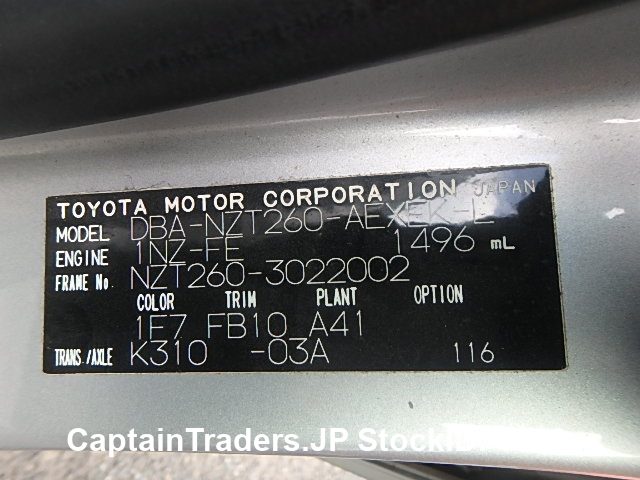 TOYOTA MOTOR CORPORATION JAPAN
MODEL DBA-NZT260-AEXEK-L
ENGINE 1NZ-FE 1496 mL
FRAME No. NZT260-3022002
COLOR TRIM PLANT OPTION
1E7 FB10 A41
TRANS./AXLE K310 -03A 116
CaptainTraders.JP